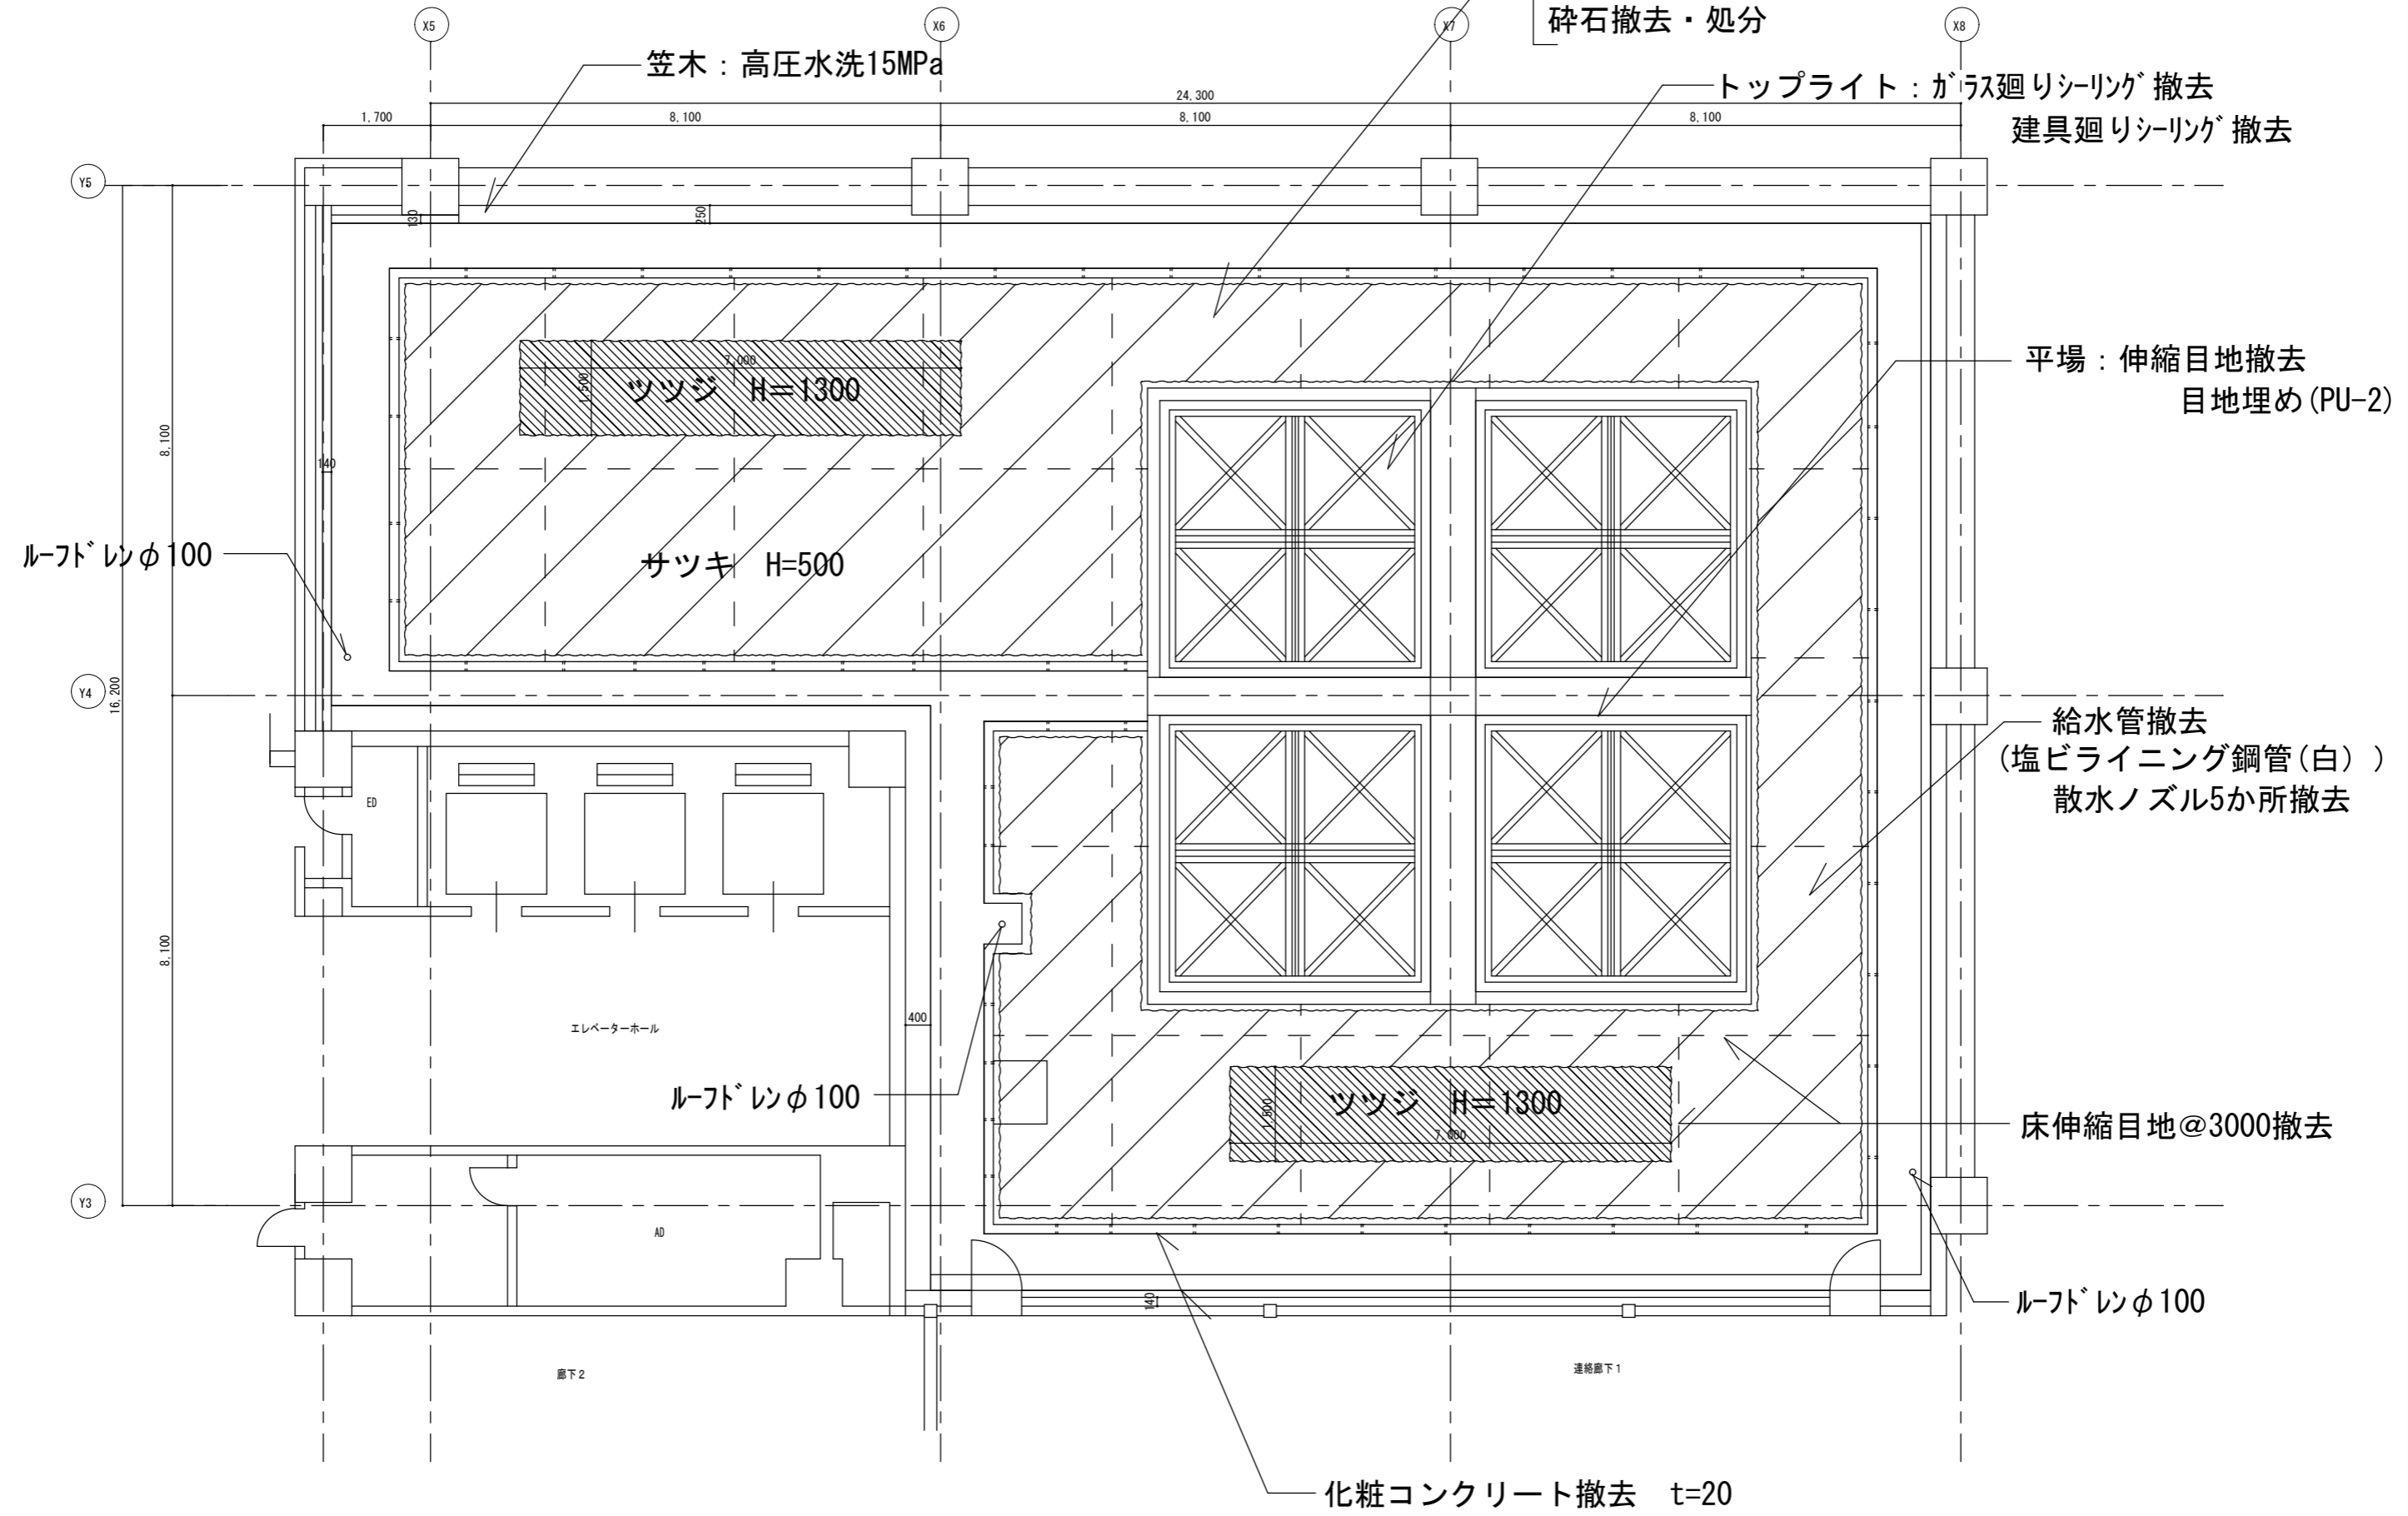 砕石撤去・処分
X5
X6
X7
X8
笠木：高圧水洗15MPa
トップライト：ｶﾞﾗｽ廻りｼｰﾘﾝｸﾞ撤去
建具廻りｼｰﾘﾝｸﾞ撤去
24,300
1,700
8,100
8,100
8,100
Y5
130
250
7,000
1,500
ツツジ　H＝1300
平場：伸縮目地撤去
目地埋め(PU-2)
8,100
140
ﾙｰﾌﾄﾞﾚﾝφ100
サツキ　H=500
Y4
16,200
給水管撤去
(塩ビライニング鋼管(白))
散水ノズル5か所撤去
ED
8,100
エレベーターホール
400
ﾙｰﾌﾄﾞﾚﾝφ100
ツツジ　H＝1300
1,500
7,000
床伸縮目地@3000撤去
Y3
AD
140
ﾙｰﾌﾄﾞﾚﾝφ100
廊下２
連絡廊下１
化粧コンクリート撤去　t=20